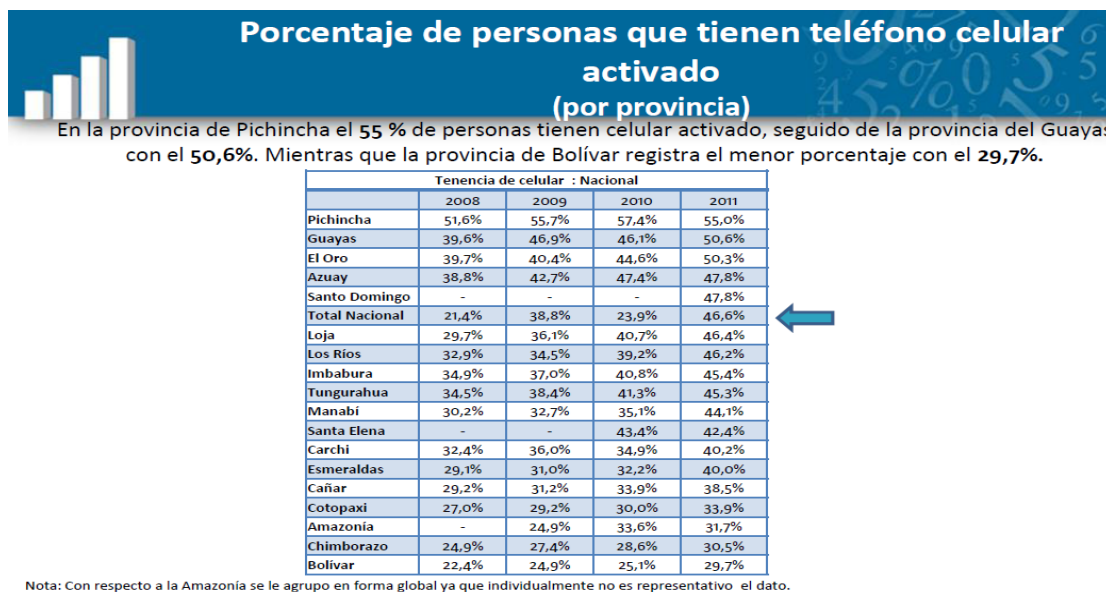 Porcentaje de personas que tienen teléfono celular
activado
(por provincia)
En la provincia de Pichincha el 55 % de personas tienen celular activado, seguido de la provincia del Guayas
con el 50,6%. Mientras que la provincia de Bolívar registra el menor porcentaje con el 29,7%.
Tenencia de celular : Nacional
2008 2009 2010 2011
Pichincha 51,6% 55,7% 57,4% 55,0%
Guayas 39,6% 46,9% 46,1% 50,6%
El Oro 39,7% 40,4% 44,6% 50,3%
Azuay 38,8% 42,7% 47,4% 47,8%
Santo Domingo - - - 47,8%
Total Nacional 21,4% 38,8% 23,9% 46,6%
Loja 29,7% 36,1% 40,7% 46,4%
Los Ríos 32,9% 34,5% 39,2% 46,2%
Imbabura 34,9% 37,0% 40,8% 45,4%
Tungurahua 34,5% 38,4% 41,3% 45,3%
Manabí 30,2% 32,7% 35,1% 44,1%
Santa Elena - - 43,4% 42,4%
Carchi 32,4% 36,0% 34,9% 40,2%
Esmeraldas 29,1% 31,0% 32,2% 40,0%
Cañar 29,2% 31,2% 33,9% 38,5%
Cotopaxi 27,0% 29,2% 30,0% 33,9%
Amazonía - 24,9% 33,6% 31,7%
Chimborazo 24,9% 27,4% 28,6% 30,5%
Bolívar 22,4% 24,9% 25,1% 29,7%
Nota: Con respecto a la Amazonía se le agrupo en forma global ya que individualmente no es representativo el dato.